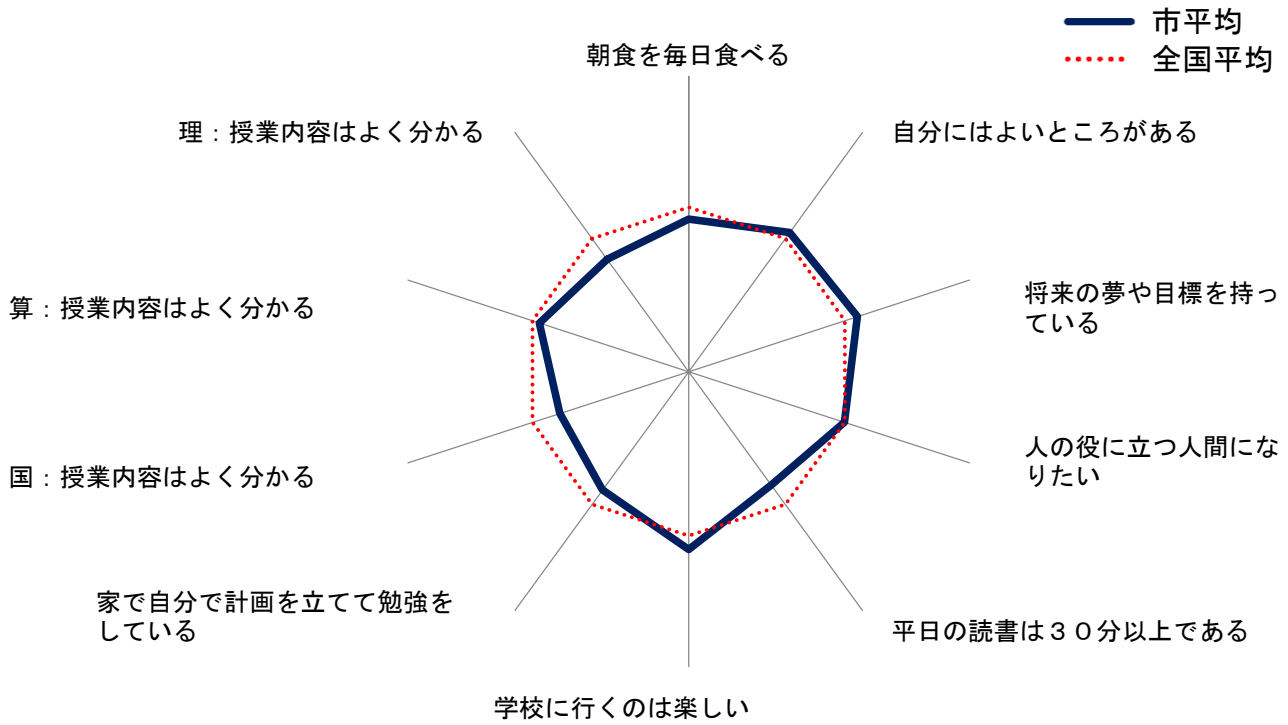 市平均
全国平均
朝食を毎日食べる
自分にはよいところがある
将来の夢や目標を持っ
ている
人の役に立つ人間にな
りたい
平日の読書は３０分以上である
学校に行くのは楽しい
家で自分で計画を立てて勉強を
している
国：授業内容はよく分かる
算：授業内容はよく分かる
理：授業内容はよく分かる